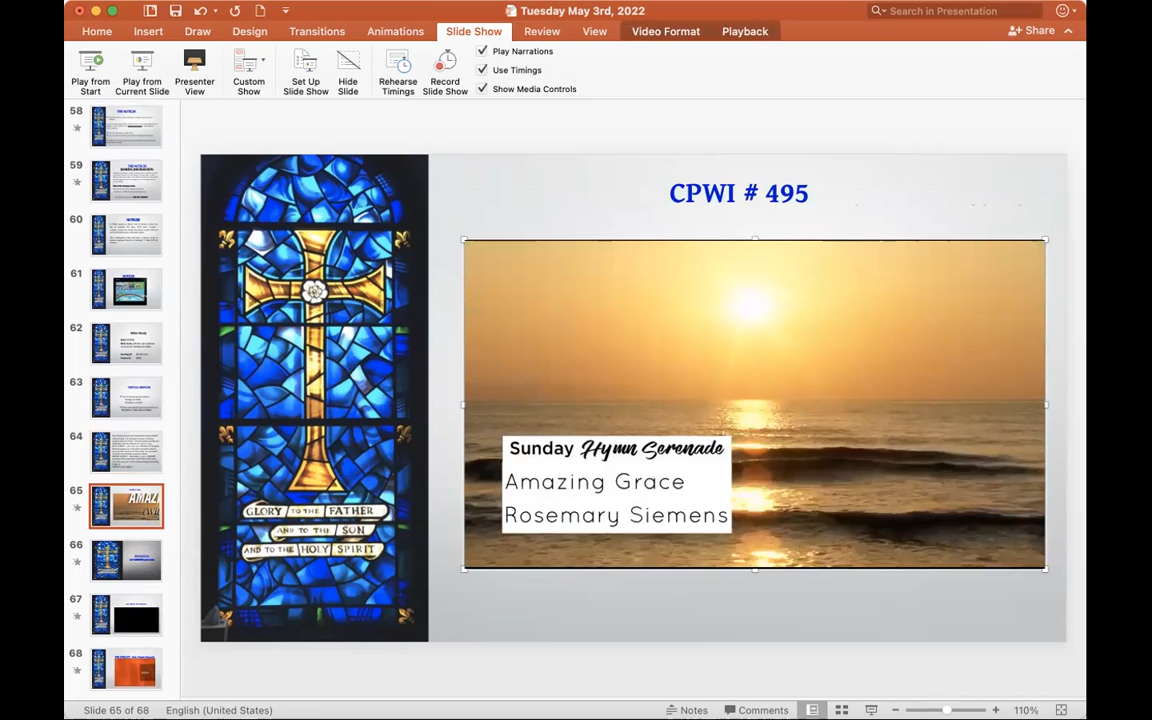 Tuesday May 3rd, 2022
Search in Presentation
Home Insert Draw Design Transitions Animations Slide Show Review View Video Format Playback Share
Play from Start
Play from Current Slide
Presenter View
Custom Show
Set Up Slide Show
Hide Slide
Rehearse Timings
Record Slide Show
Play Narrations
Use Timings
Show Media Controls
58
59
60
61
62
63
64
65
66
67
68
CPWI # 495
Sunday Hymn Serenade
Amazing Grace
Rosemary Siemens
GLORY TO THE FATHER
AND TO THE SON
AND TO THE HOLY SPIRIT
Slide 65 of 68 English (United States) Notes Comments 110%